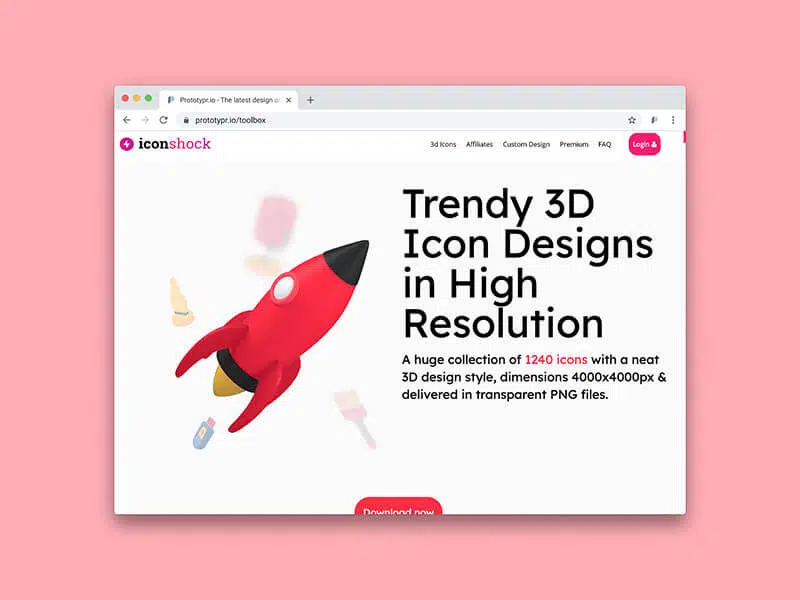 Prototypr.io - The latest design
prototypr.io/toolbox
iconshock
3d Icons Affiliates Custom Design Premium FAQ Login
Trendy 3D
Icon Designs
in High
Resolution
A huge collection of 1240 icons with a neat
3D design style, dimensions 4000x4000px &
delivered in transparent PNG files.
Download now